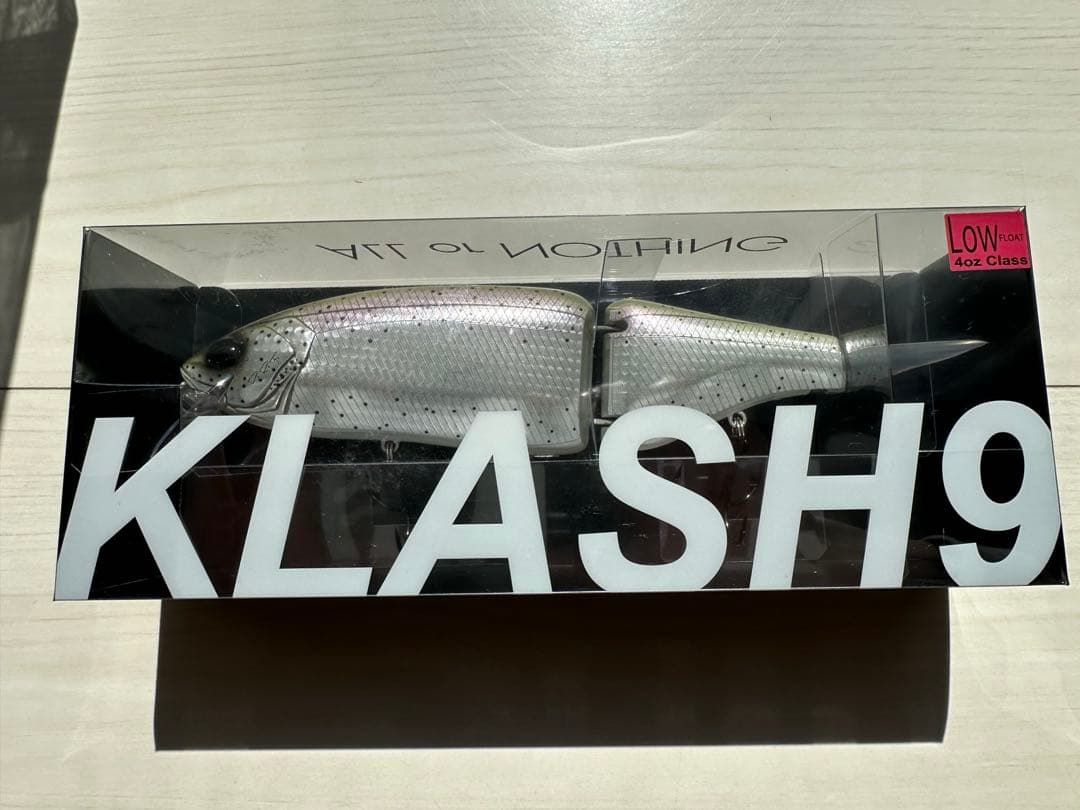 ALL or NOTHING
LOW FLOAT
4oz Class
KLASH9